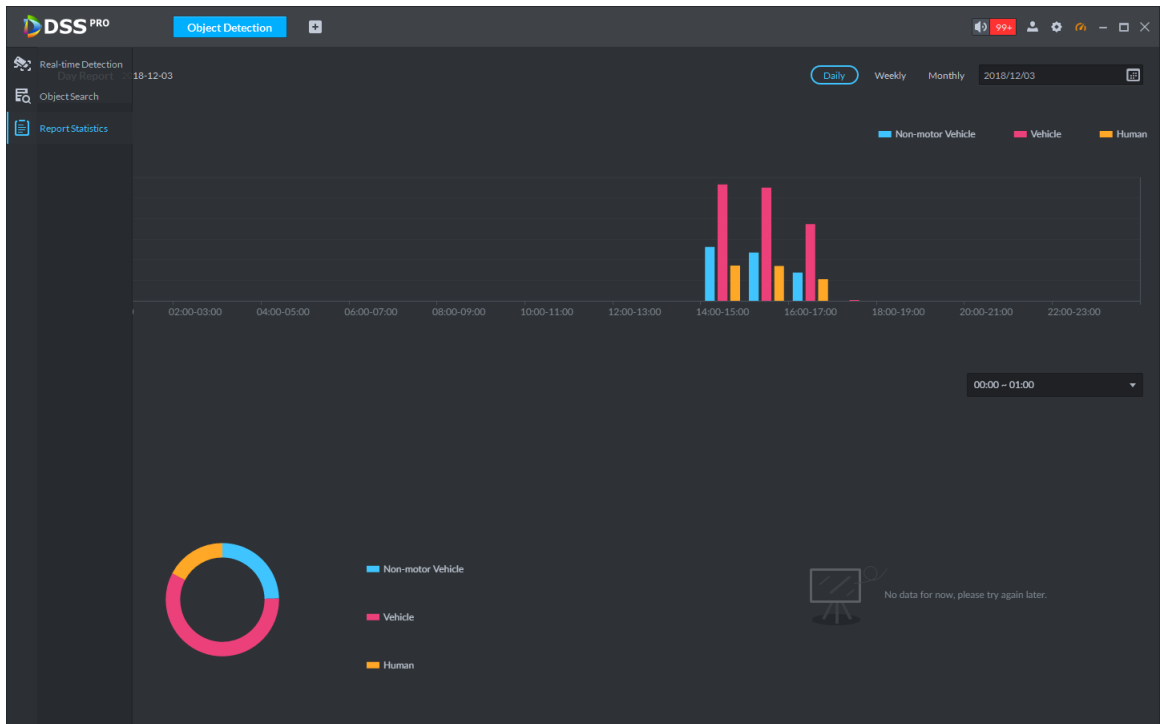 DSS PRO
Object Detection
99+
Real-time Detection
Day Report 2018-12-03
Daily
Weekly
Monthly
2018/12/03
Object Search
Report Statistics
Non-motor Vehicle
Vehicle
Human
02:00-03:00
04:00-05:00
06:00-07:00
08:00-09:00
10:00-11:00
12:00-13:00
14:00-15:00
16:00-17:00
18:00-19:00
20:00-21:00
22:00-23:00
00:00 ~ 01:00
Non-motor Vehicle
Vehicle
Human
No data for now, please try again later.